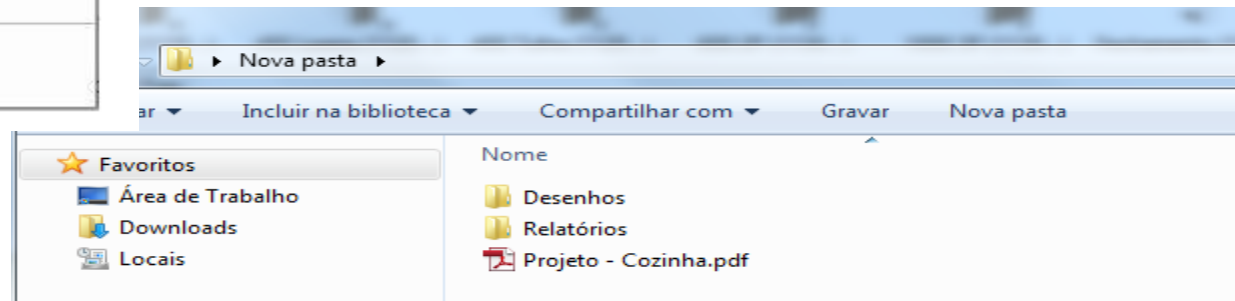 Nova pasta
ar Incluir na biblioteca Compartilhar com Gravar Nova pasta
Favoritos
Área de Trabalho
Downloads
Locais
Nome
Desenhos
Relatórios
Projeto - Cozinha.pdf